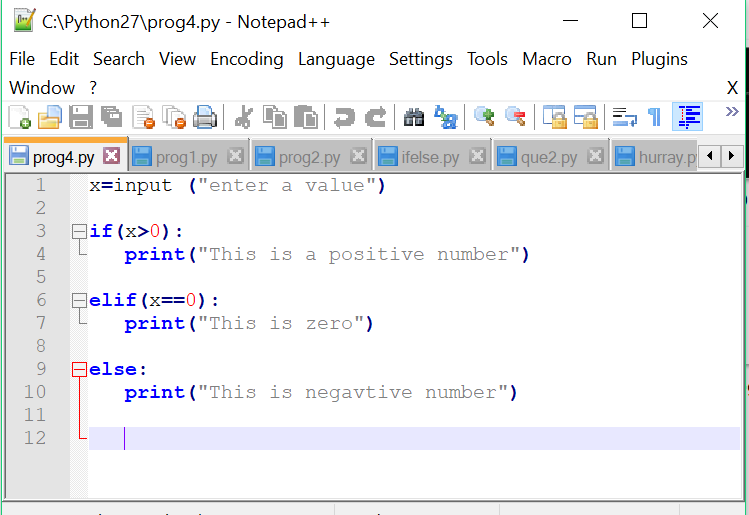 C:\Python27\prog4.py - Notepad++
File Edit Search View Encoding Language Settings Tools Macro Run Plugins
Window ? X
prog4.py prog1.py prog2.py ifelse.py que2.py hurray.p
1 x=input ("enter a value")
2
3 if(x>0):
4 print("This is a positive number")
5
6 elif(x==0):
7 print("This is zero")
8
9 else:
10 print("This is negavtive number")
11
12